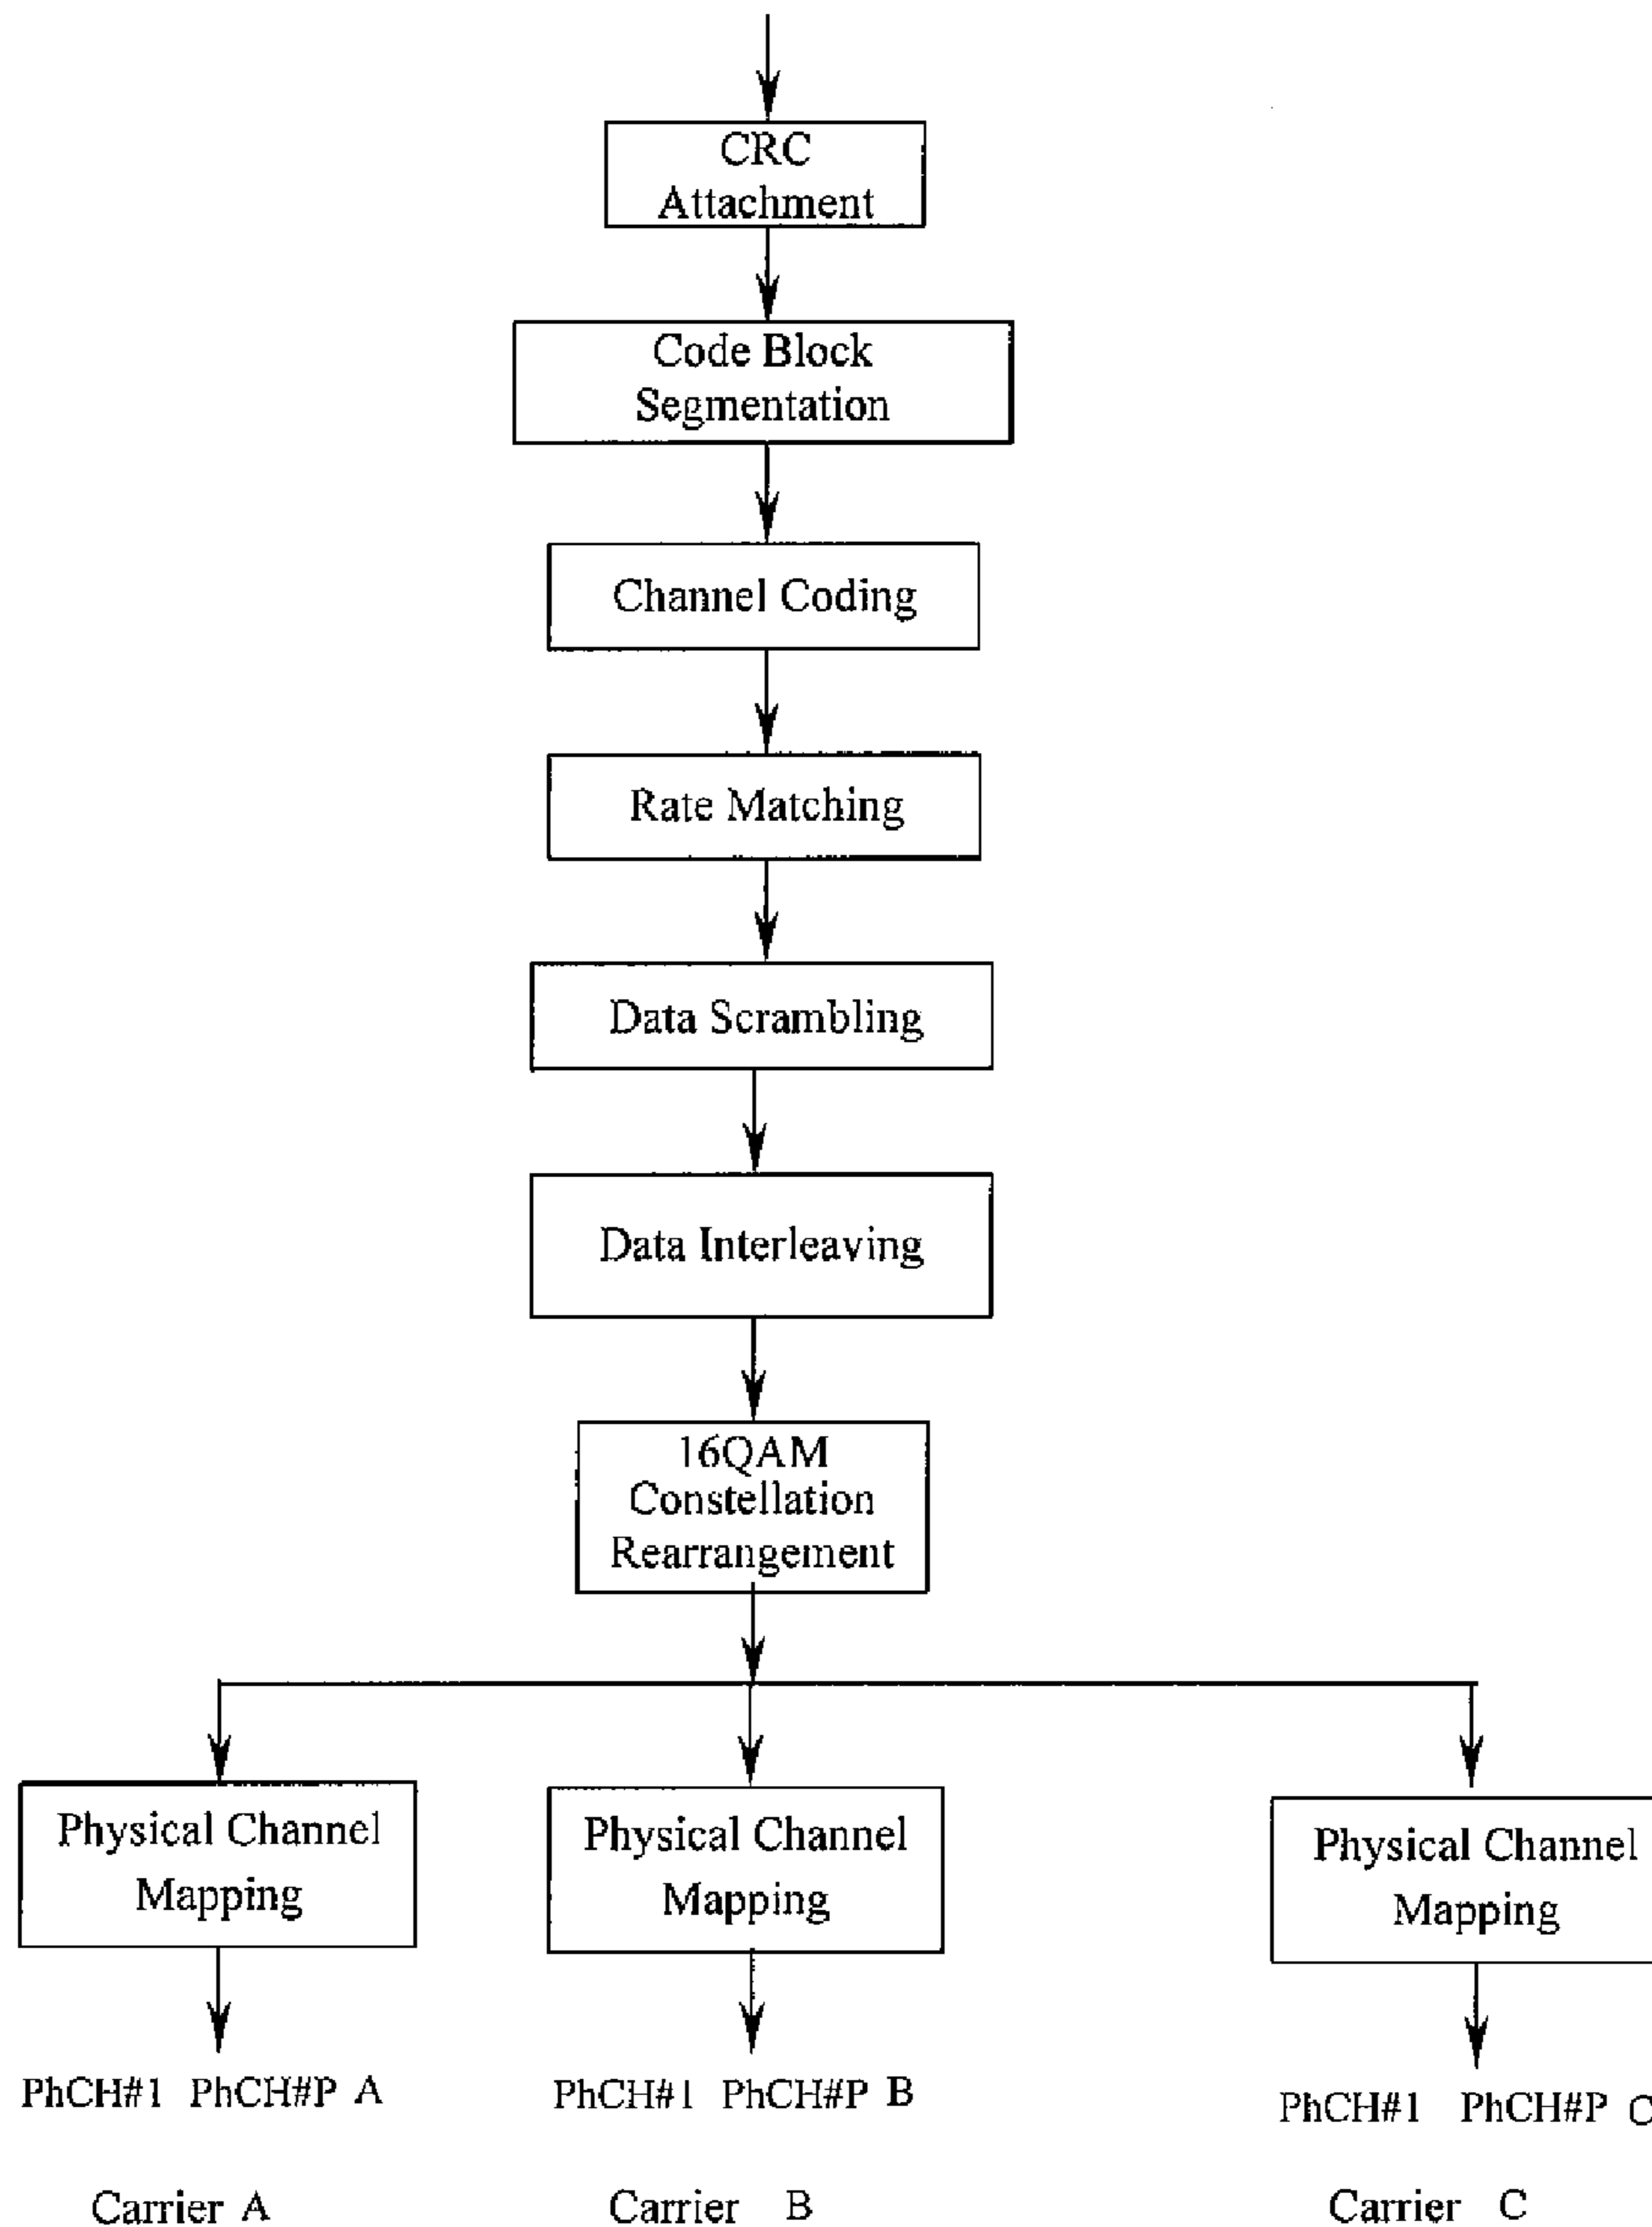 CRC
Attachment
Code Block
Segmentation
Channel Coding
Rate Matching
Data Scrambling
Data Interleaving
16QAM
Constellation
Rearrangement
Physical Channel
Mapping
Physical Channel
Mapping
Physical Channel
Mapping
PhCH#1 PhCH#P A
PhCH#1 PhCH#P B
PhCH#1 PhCH#P C
Carrier A
Carrier B
Carrier C